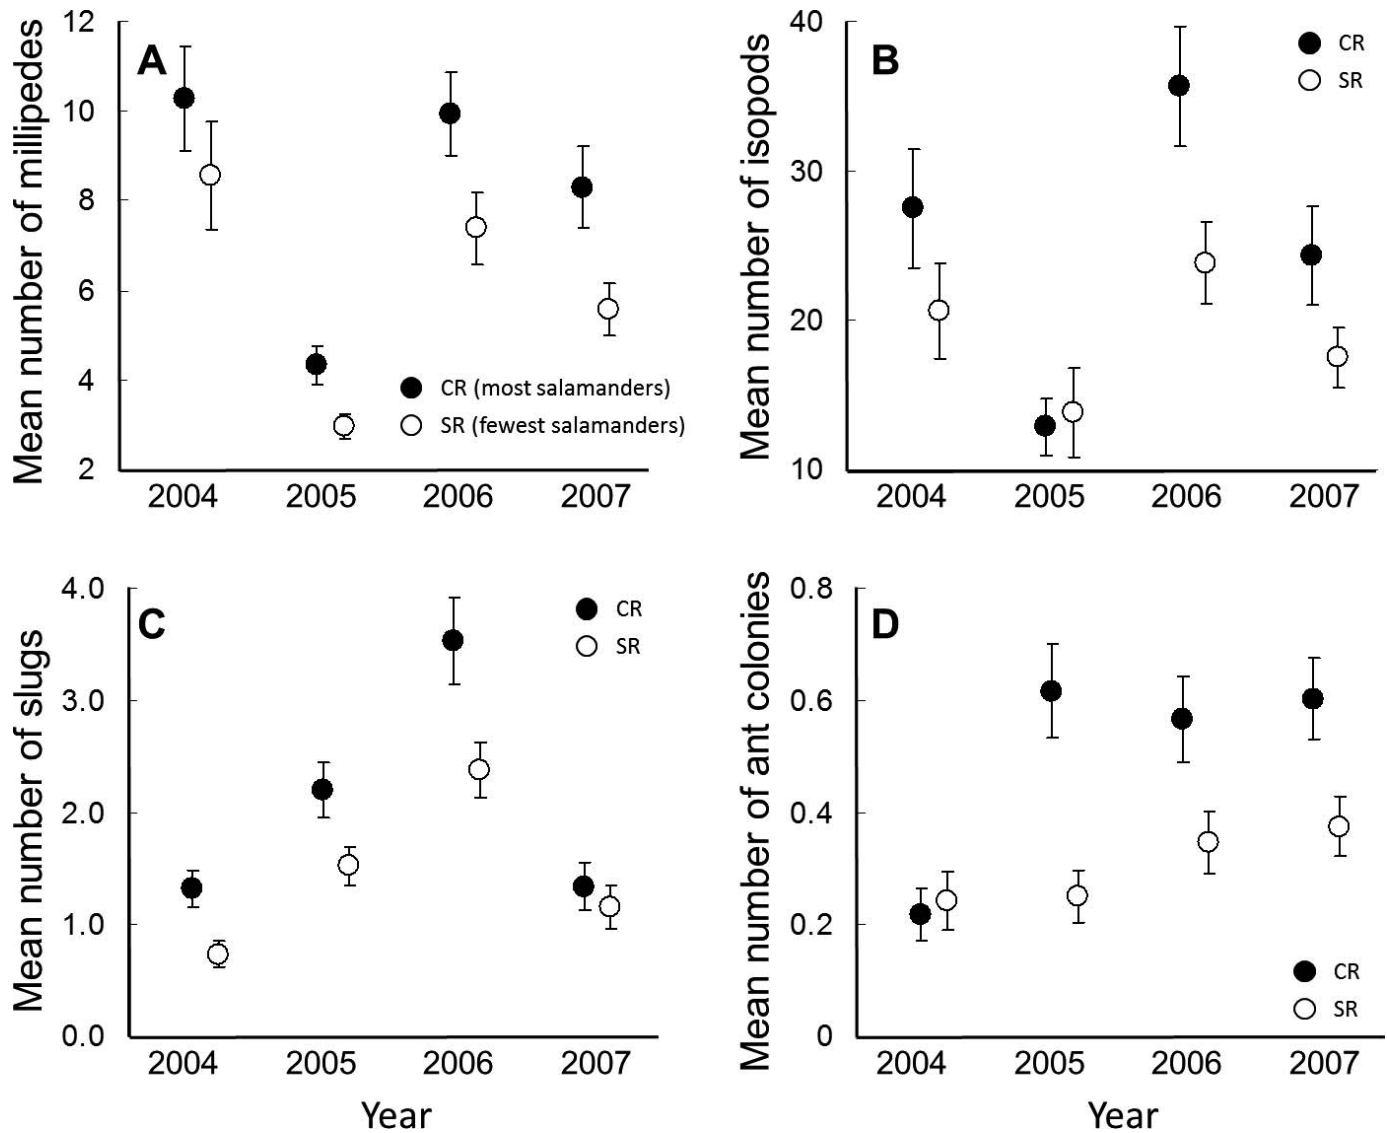 A
Mean number of millipedes
12
10
8
6
4
2
CR (most salamanders)
SR (fewest salamanders)
2004 2005 2006 2007
B
Mean number of isopods
40
30
20
10
CR
SR
2004 2005 2006 2007
C
Mean number of slugs
4.0
3.0
2.0
1.0
0.0
CR
SR
2004 2005 2006 2007
Year
D
Mean number of ant colonies
0.8
0.6
0.4
0.2
0
CR
SR
2004 2005 2006 2007
Year